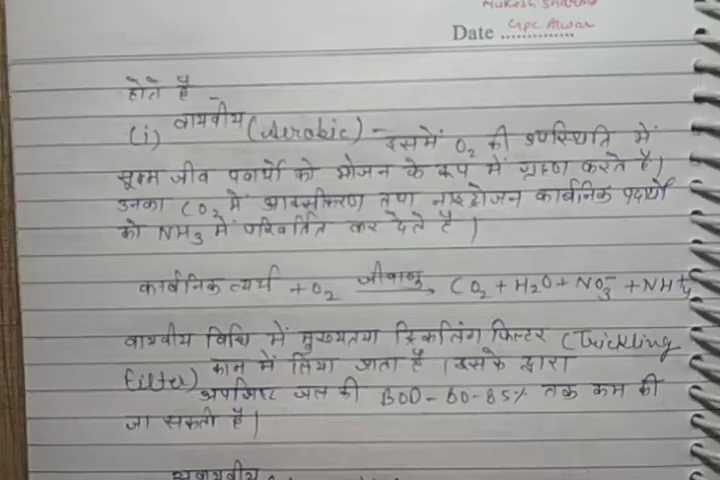 Mukesh Sharma
GPC Alwar
Date ..............
होते है -
(i) वायवीय (Aerobic) - इसमें O₂ की उपस्थिति में
सूक्ष्म जीव पदार्थो को भोजन के रूप में ग्रहण करते है।
उनका CO₂ में आक्सीकरण तथा नाइट्रोजन कार्बनिक पदार्थो
को NH₃ में परिवर्तित कर देते है।
कार्बनिक व्यर्थ + O₂ जीवाणु → CO₂ + H₂O + NO₃⁻ + NH₄⁺
वायवीय विधि में मुख्यतया ट्रिकलिंग फिल्टर (Trickling
filter) काम में लिया जाता है। इसके द्वारा
अपशिष्ट जल की BOD - 60-85% तक कम की
जा सकती है।
अवायवीय